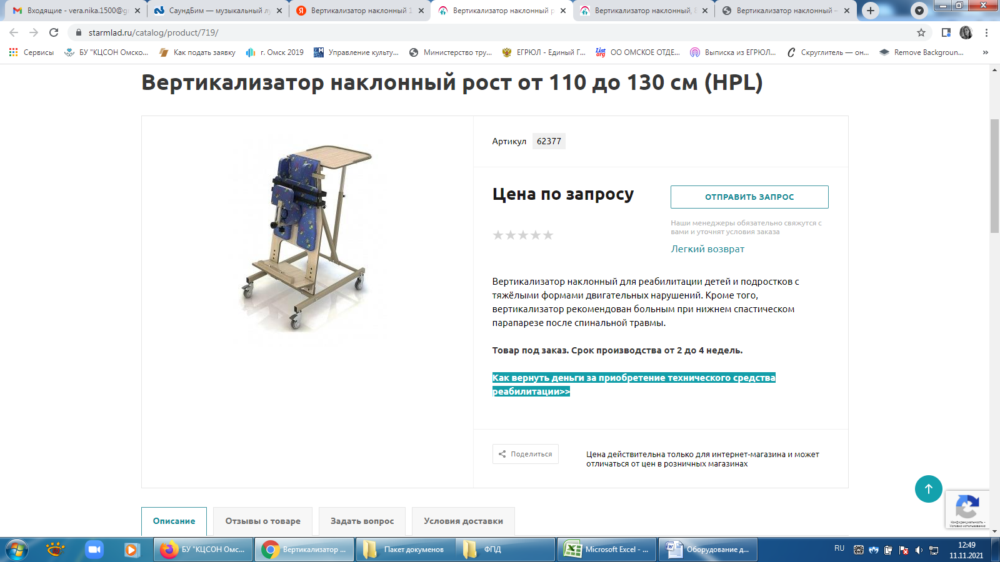 Входящие - vera.nika.1500@g
СаундБим — музыкальный лу
Вертикализатор наклонный 1
Вертикализатор наклонный р
Вертикализатор наклонный, 
Вертикализатор наклонный –
starmlad.ru/catalog/product/719/
Сервисы
БУ "КЦСОН Омско...
Как подать заявку
г. Омск 2019
Управление культу...
Министерство тру...
ЕГРЮЛ - Единый Г...
List org
ОО ОМСКОЕ ОТДЕ...
Выписка из ЕГРЮЛ...
Скруглитель — он...
Remove Backgroun...
»
Вертикализатор наклонный рост от 110 до 130 см (HPL)
Артикул 62377
Цена по запросу
ОТПРАВИТЬ ЗАПРОС
Наши менеджеры обязательно свяжутся с
вами и уточнят условия заказа
Легкий возврат
Вертикализатор наклонный для реабилитации детей и подростков с
тяжёлыми формами двигательных нарушений. Кроме того,
вертикализатор рекомендован больным при нижнем спастическом
парапарезе после спинальной травмы.
Товар под заказ. Срок производства от 2 до 4 недель.
Как вернуть деньги за приобретение технического средства
реабилитации>>
Поделиться
Цена действительна только для интернет-магазина и может
отличаться от цен в розничных магазинах
Конфиденциальность -
Условия использования
Описание
Отзывы о товаре
Задать вопрос
Условия доставки
БУ "КЦСОН Омс...
Вертикализатор ...
Пакет докуменов
ФПД
Microsoft Excel - ...
Оборудование д...
RU
12:49
11.11.2021